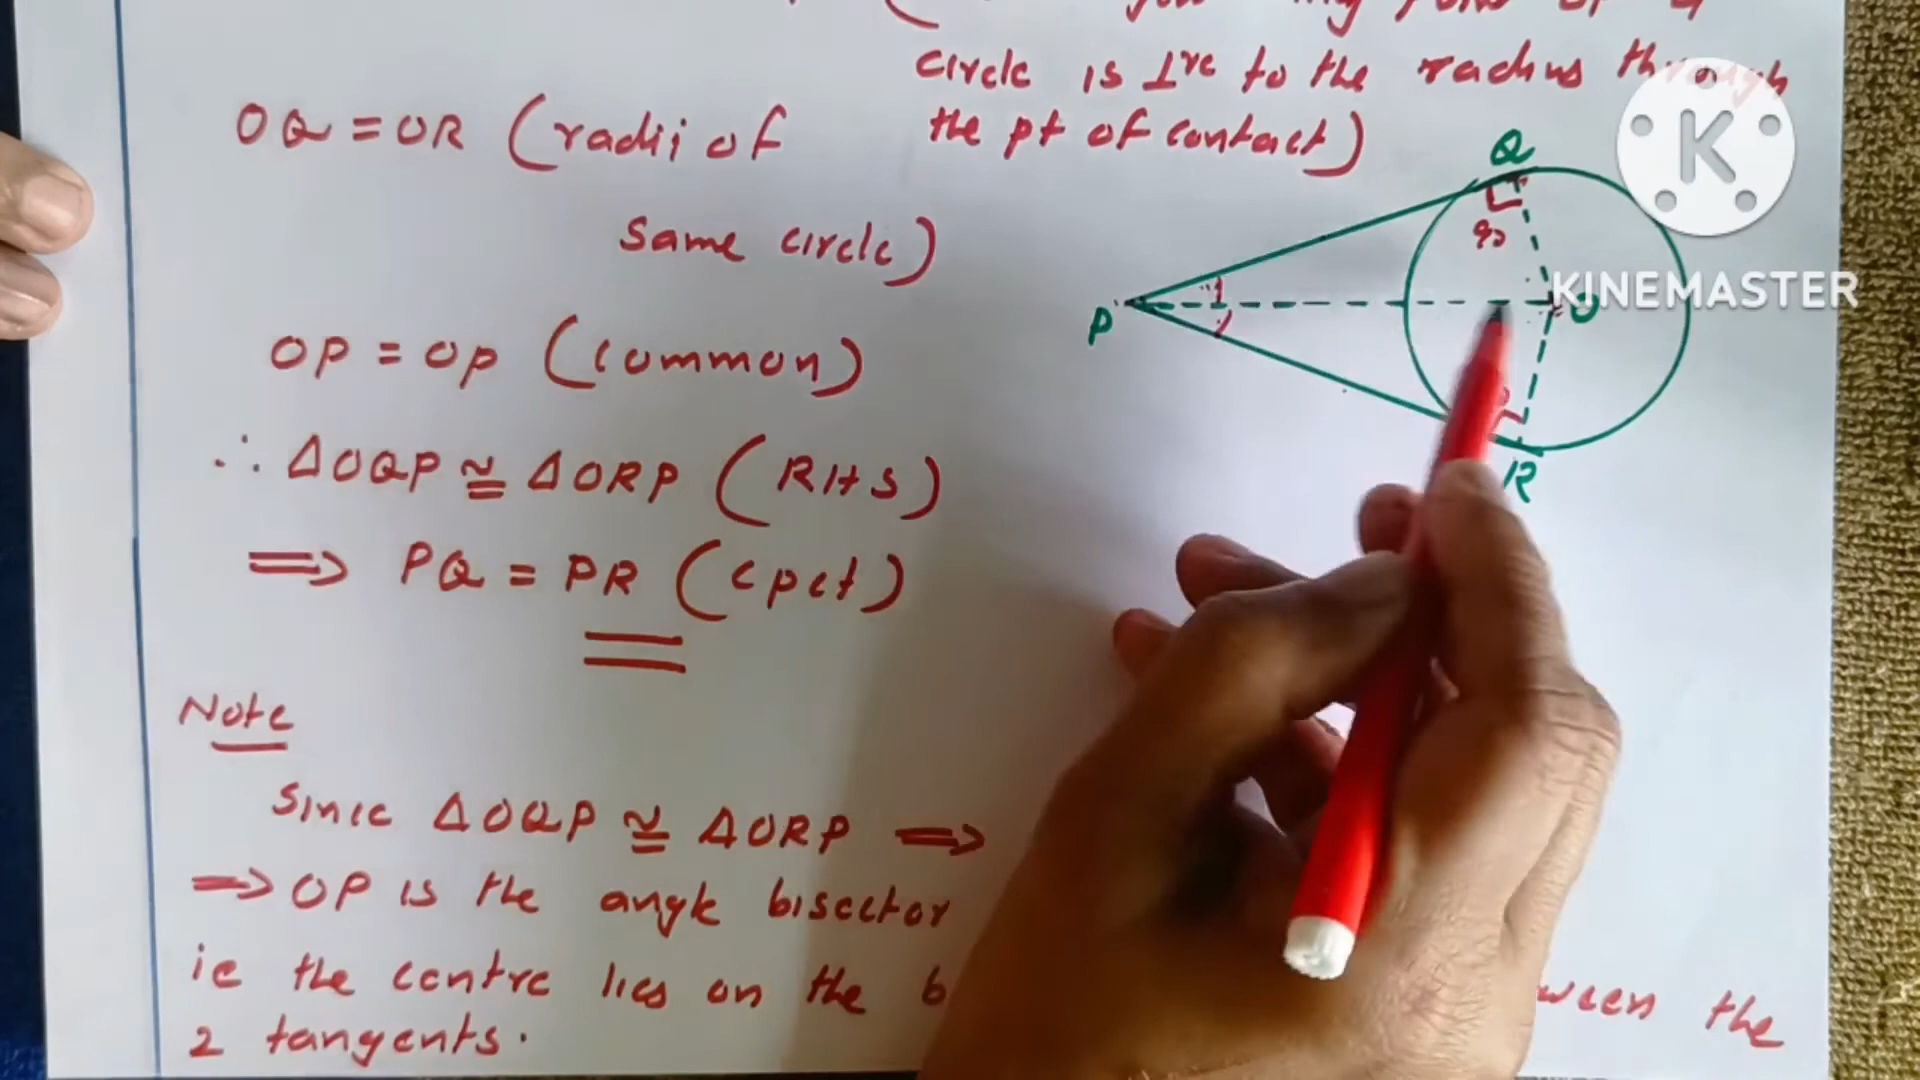 circle is ⊥re to the radius through
the pt of contact)
OQ = OR (radii of
same circle)
OP = OP (common)
∴ ΔOQP ≅ ΔORP (RHS)
⟹ PQ = PR (cpct)
Note
Since ΔOQP ≅ ΔORP ⟹
⟹ OP is the angle bisector
ie the centre lies on the
2 tangents.
the
Q
90
P
O
R
K
KINEMASTER